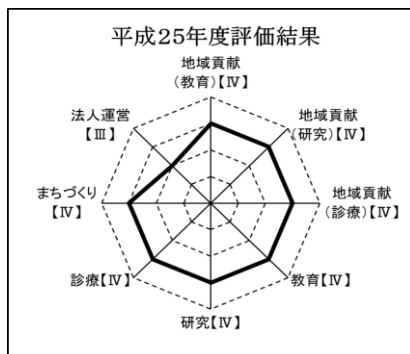 平成25年度評価結果
地域貢献
(教育)【Ⅳ】
法人運営
【Ⅲ】
地域貢献
(研究)【Ⅳ】
まちづくり
【Ⅳ】
地域貢献
(診療)【Ⅳ】
診療【Ⅳ】
教育【Ⅳ】
研究【Ⅳ】